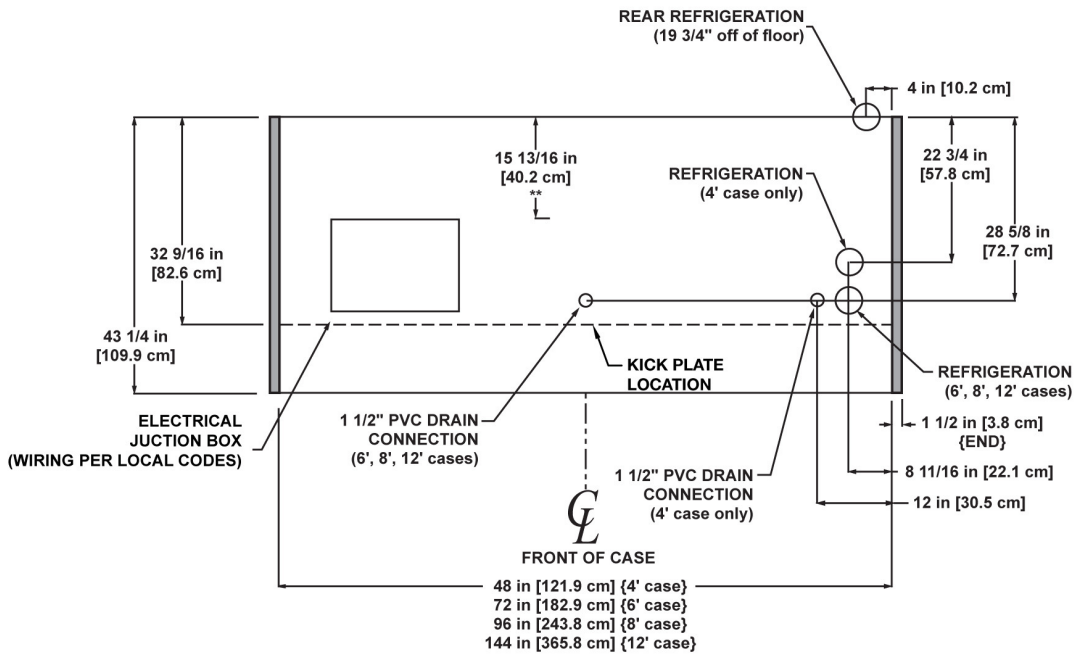 REAR REFRIGERATION
(19 3/4" off of floor)
4 in [10.2 cm]
15 13/16 in
[40.2 cm]
**
22 3/4 in
[57.8 cm]
REFRIGERATION
(4' case only)
28 5/8 in
[72.7 cm]
32 9/16 in
[82.6 cm]
43 1/4 in
[109.9 cm]
KICK PLATE
LOCATION
REFRIGERATION
(6', 8', 12' cases)
ELECTRICAL
JUCTION BOX
(WIRING PER LOCAL CODES)
1 1/2" PVC DRAIN
CONNECTION
(6', 8', 12' cases)
1 1/2 in [3.8 cm]
{END}
1 1/2" PVC DRAIN
CONNECTION
(4' case only)
8 11/16 in [22.1 cm]
12 in [30.5 cm]
CL
FRONT OF CASE
48 in [121.9 cm] {4' case}
72 in [182.9 cm] {6' case}
96 in [243.8 cm] {8' case}
144 in [365.8 cm] {12' case}